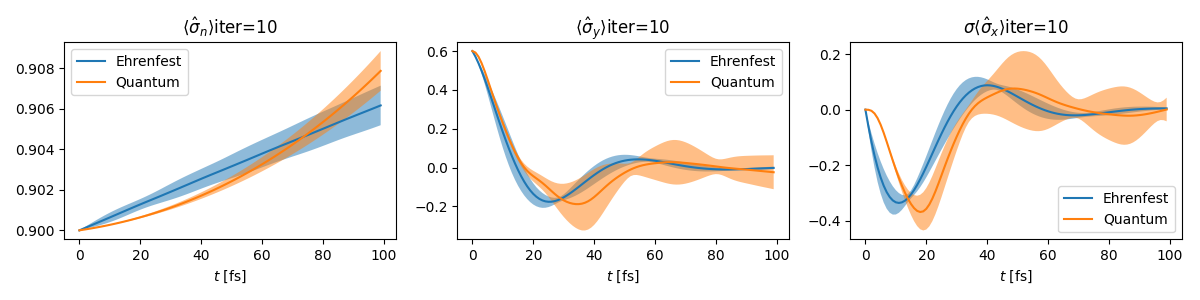 ⟨σ̂ₙ⟩iter=10
0.908
0.906
0.904
0.902
0.900
Ehrenfest
Quantum
0 20 40 60 80 100
t [fs]
⟨σ̂ᵧ⟩iter=10
0.6
0.4
0.2
0.0
−0.2
Ehrenfest
Quantum
0 20 40 60 80 100
t [fs]
σ⟨σ̂ₓ⟩iter=10
0.2
0.0
−0.2
−0.4
Ehrenfest
Quantum
0 20 40 60 80 100
t [fs]